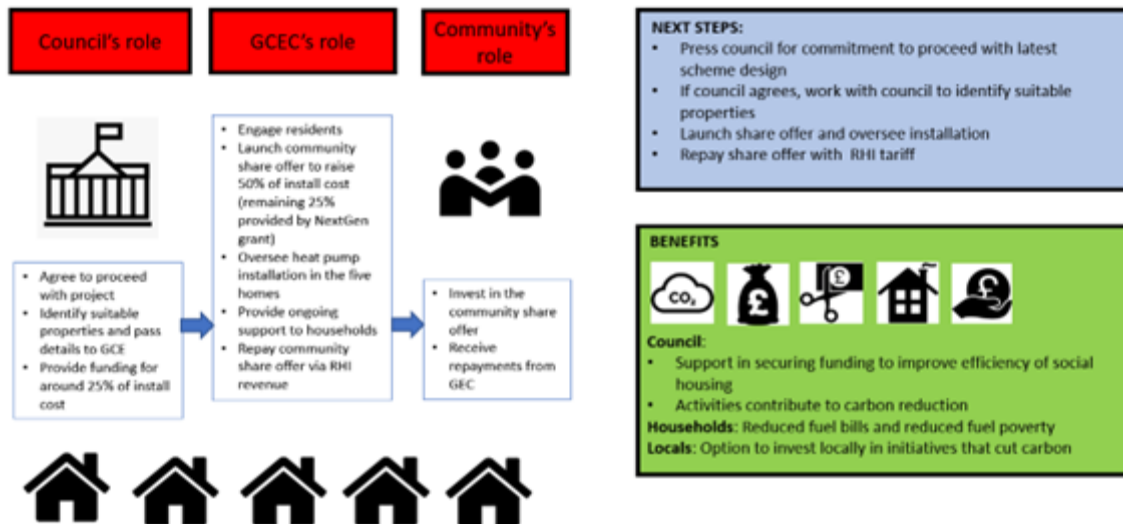 Council's role
GCEC's role
Community's
role
• Agree to proceed
with project
• Identify suitable
properties and pass
details to GCE
• Provide funding for
around 25% of install
cost
• Engage residents
• Launch community
share offer to raise
50% of install cost
(remaining 25%
provided by NextGen
grant)
• Oversee heat pump
installation in the five
homes
• Provide ongoing
support to households
• Repay community
share offer via RHI
revenue
• Invest in the
community share
offer
• Receive
repayments from
GEC
NEXT STEPS:
• Press council for commitment to proceed with latest
scheme design
• If council agrees, work with council to identify suitable
properties
• Launch share offer and oversee installation
• Repay share offer with RHI tariff
BENEFITS
CO₂
£
£
£
Council:
• Support in securing funding to improve efficiency of social
housing
• Activities contribute to carbon reduction
Households: Reduced fuel bills and reduced fuel poverty
Locals: Option to invest locally in initiatives that cut carbon